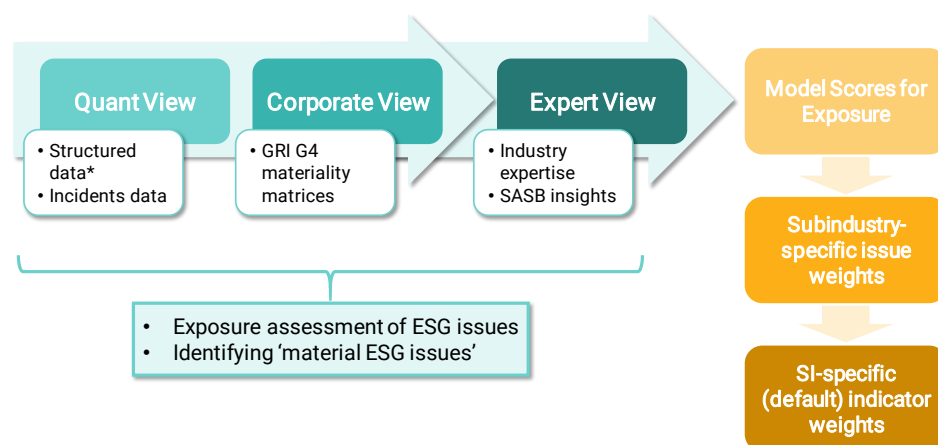 Quant View
• Structured
data*
• Incidents data
Corporate View
• GRI G4
materiality
matrices
Expert View
• Industry
expertise
• SASB insights
• Exposure assessment of ESG issues
• Identifying ‘material ESG issues’
Model Scores for
Exposure
Subindustry-
specific issue
weights
SI-specific
(default) indicator
weights